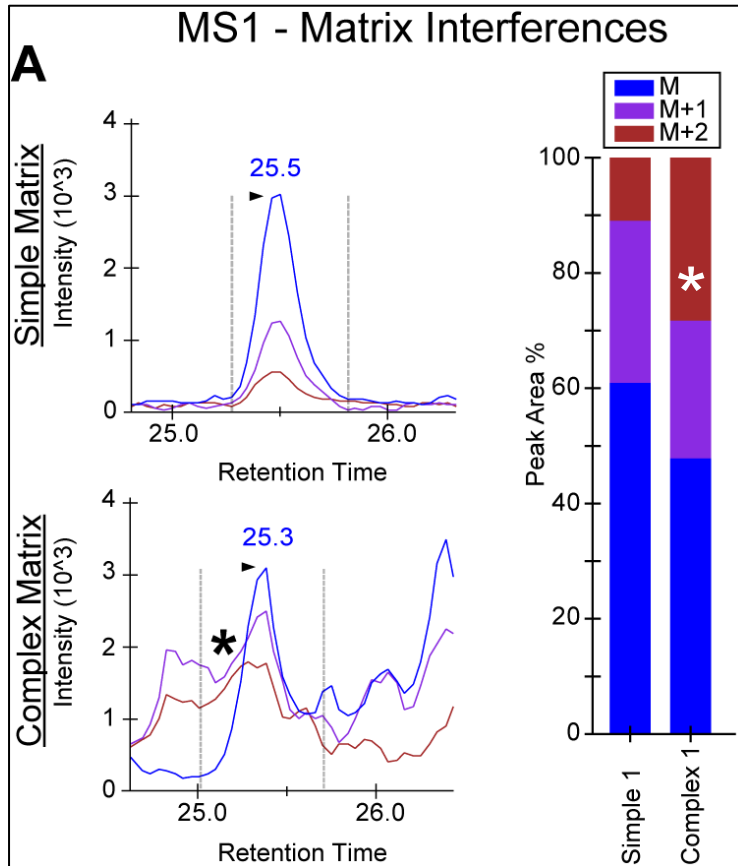 MS1 - Matrix Interferences
A
Simple Matrix
Intensity (10^3)
4
3
2
1
0
25.5
25.0
26.0
Retention Time
Complex Matrix
Intensity (10^3)
4
3
2
1
0
25.3
*
25.0
26.0
Retention Time
M
M+1
M+2
Peak Area %
100
80
60
40
20
0
*
Simple 1
Complex 1